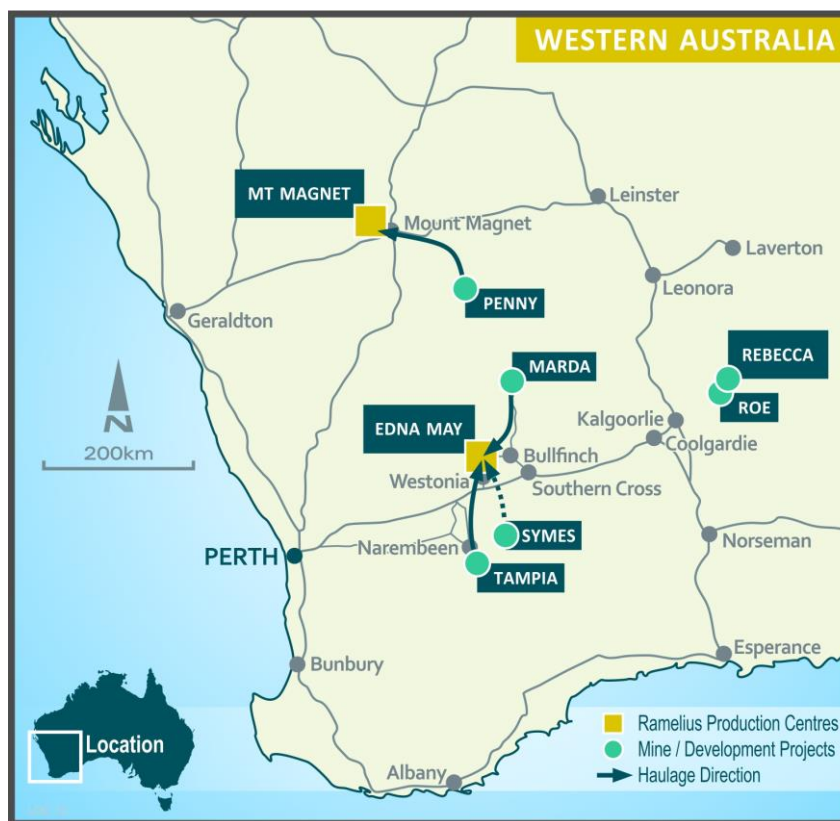 WESTERN AUSTRALIA
MT MAGNET
Leinster
Mount Magnet
Laverton
Leonora
PENNY
Geraldton
REBECCA
MARDA
ROE
N
200km
EDNA MAY
Kalgoorlie
Coolgardie
Bullfinch
Westonia
Southern Cross
SYMES
Norseman
PERTH
Narembeen
TAMPIA
Esperance
Bunbury
Location
Ramelius Production Centres
Mine / Development Projects
Haulage Direction
Albany